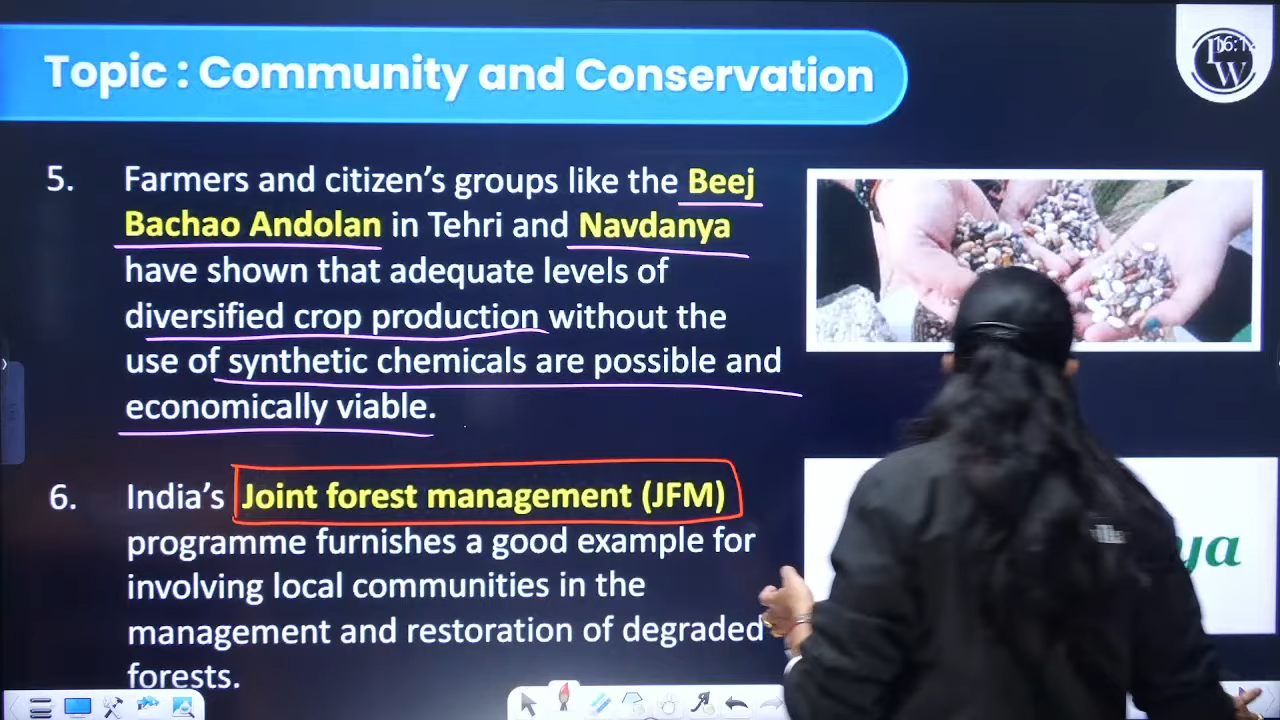 Topic : Community and Conservation
16:1
5. Farmers and citizen's groups like the Beej
Bachao Andolan in Tehri and Navdanya
have shown that adequate levels of
diversified crop production without the
use of synthetic chemicals are possible and
economically viable.
6. India's Joint forest management (JFM)
programme furnishes a good example for
involving local communities in the
management and restoration of degraded
forests.
ya